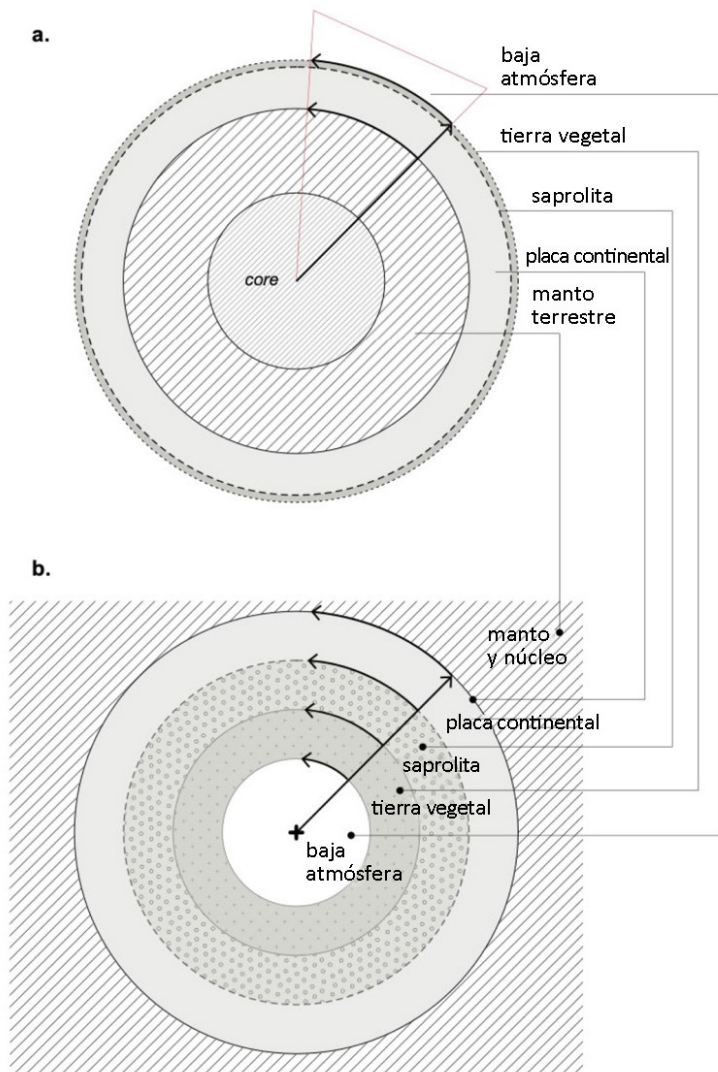 a.
baja
atmósfera
tierra vegetal
saprolita
placa continental
manto
terrestre
core
b.
manto
y núcleo
placa continental
saprolita
tierra vegetal
baja
atmósfera